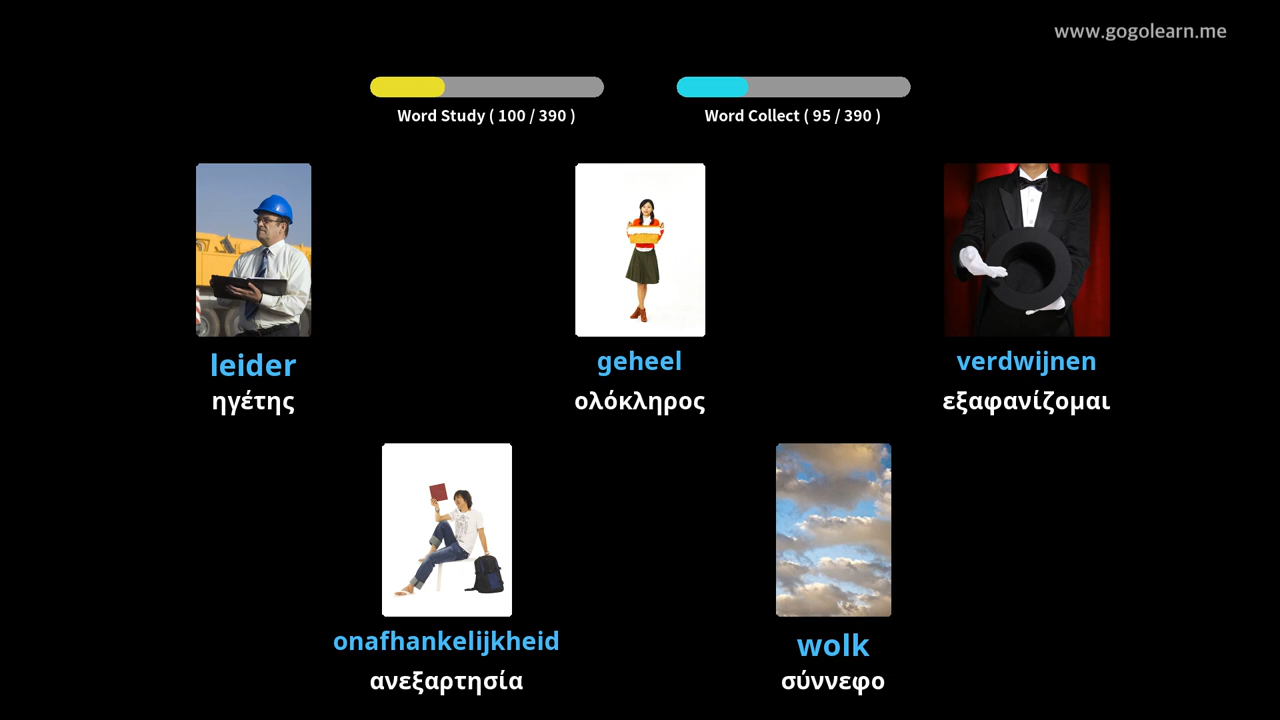 www.gogolearn.me
Word Study ( 100 / 390 )
Word Collect ( 95 / 390 )
leider
ηγέτης
geheel
ολόκληρος
verdwijnen
εξαφανίζομαι
onafhankelijkheid
ανεξαρτησία
wolk
σύννεφο